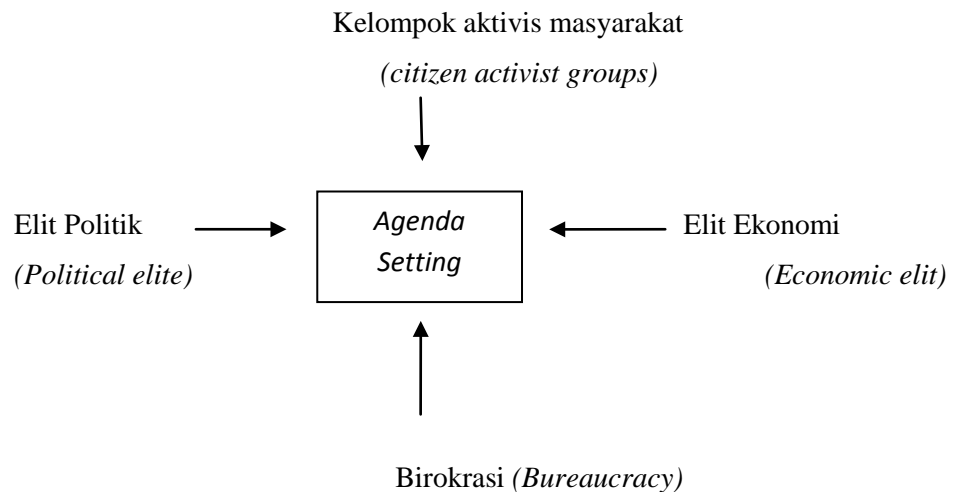 Kelompok aktivis masyarakat
(citizen activist groups)
Elit Politik
(Political elite)
Agenda
Setting
Elit Ekonomi
(Economic elit)
Birokrasi (Bureaucracy)